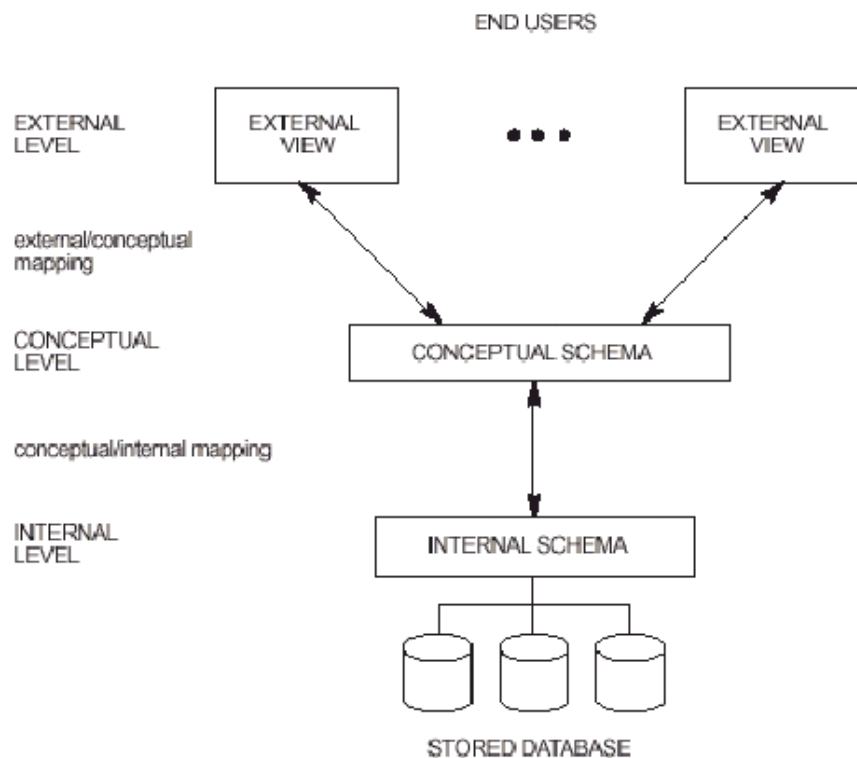 END USERS
EXTERNAL
LEVEL
EXTERNAL
VIEW
EXTERNAL
VIEW
external/conceptual
mapping
CONCEPTUAL
LEVEL
CONCEPTUAL SCHEMA
conceptual/internal mapping
INTERNAL
LEVEL
INTERNAL SCHEMA
STORED DATABASE